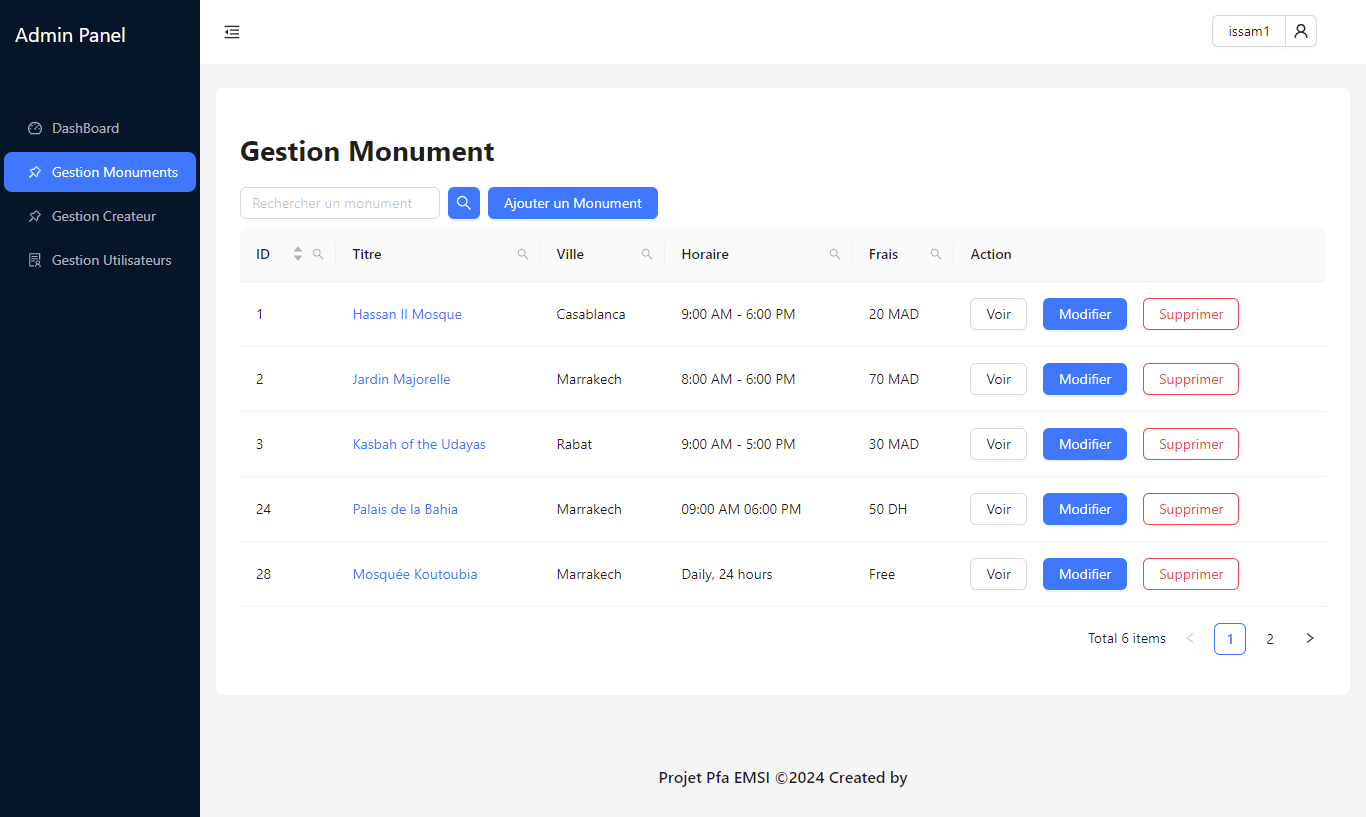 Admin Panel
issam1
DashBoard
Gestion Monuments
Gestion Createur
Gestion Utilisateurs
Gestion Monument
Rechercher un monument
Ajouter un Monument
ID Titre Ville Horaire Frais Action
1 Hassan II Mosque Casablanca 9:00 AM - 6:00 PM 20 MAD Voir Modifier Supprimer
2 Jardin Majorelle Marrakech 8:00 AM - 6:00 PM 70 MAD Voir Modifier Supprimer
3 Kasbah of the Udayas Rabat 9:00 AM - 5:00 PM 30 MAD Voir Modifier Supprimer
24 Palais de la Bahia Marrakech 09:00 AM 06:00 PM 50 DH Voir Modifier Supprimer
28 Mosquée Koutoubia Marrakech Daily, 24 hours Free Voir Modifier Supprimer
Total 6 items 1 2
Projet Pfa EMSI ©2024 Created by